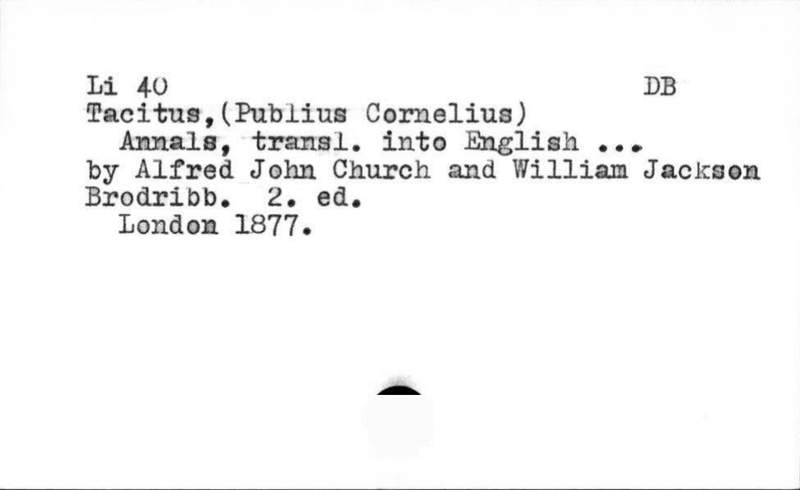 Li 40 DB
Tacitus,(Publius Cornelius)
Annals, transl. into English ...
by Alfred John Church and William Jackson
Brodribb. 2. ed.
London 1877.